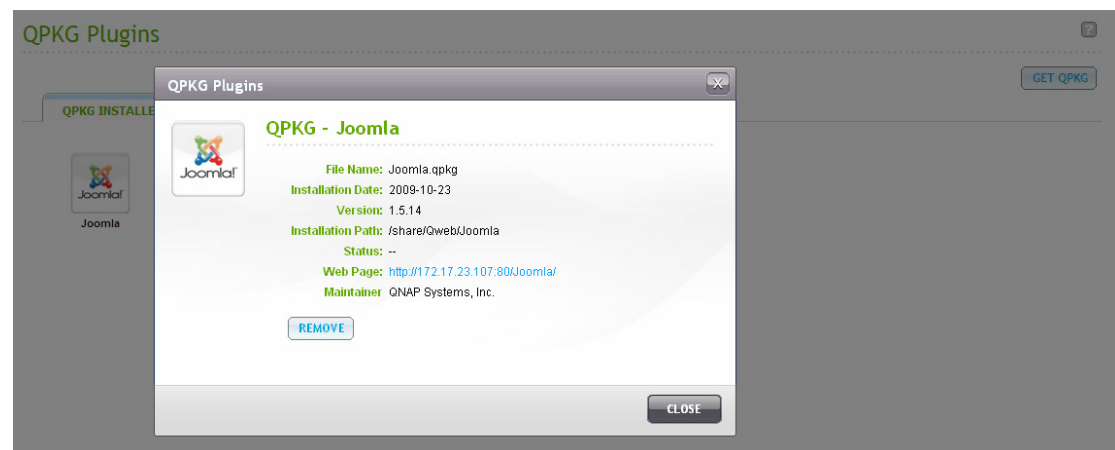 QPKG Plugins
?
GET QPKG
QPKG INSTALLE
Joomla!
Joomla
QPKG Plugins
X
Joomla!
QPKG - Joomla
File Name: Joomla.qpkg
Installation Date: 2009-10-23
Version: 1.5.14
Installation Path: /share/Qweb/Joomla
Status: --
Web Page: http://172.17.23.107:80/Joomla/
Maintainer QNAP Systems, Inc.
REMOVE
CLOSE